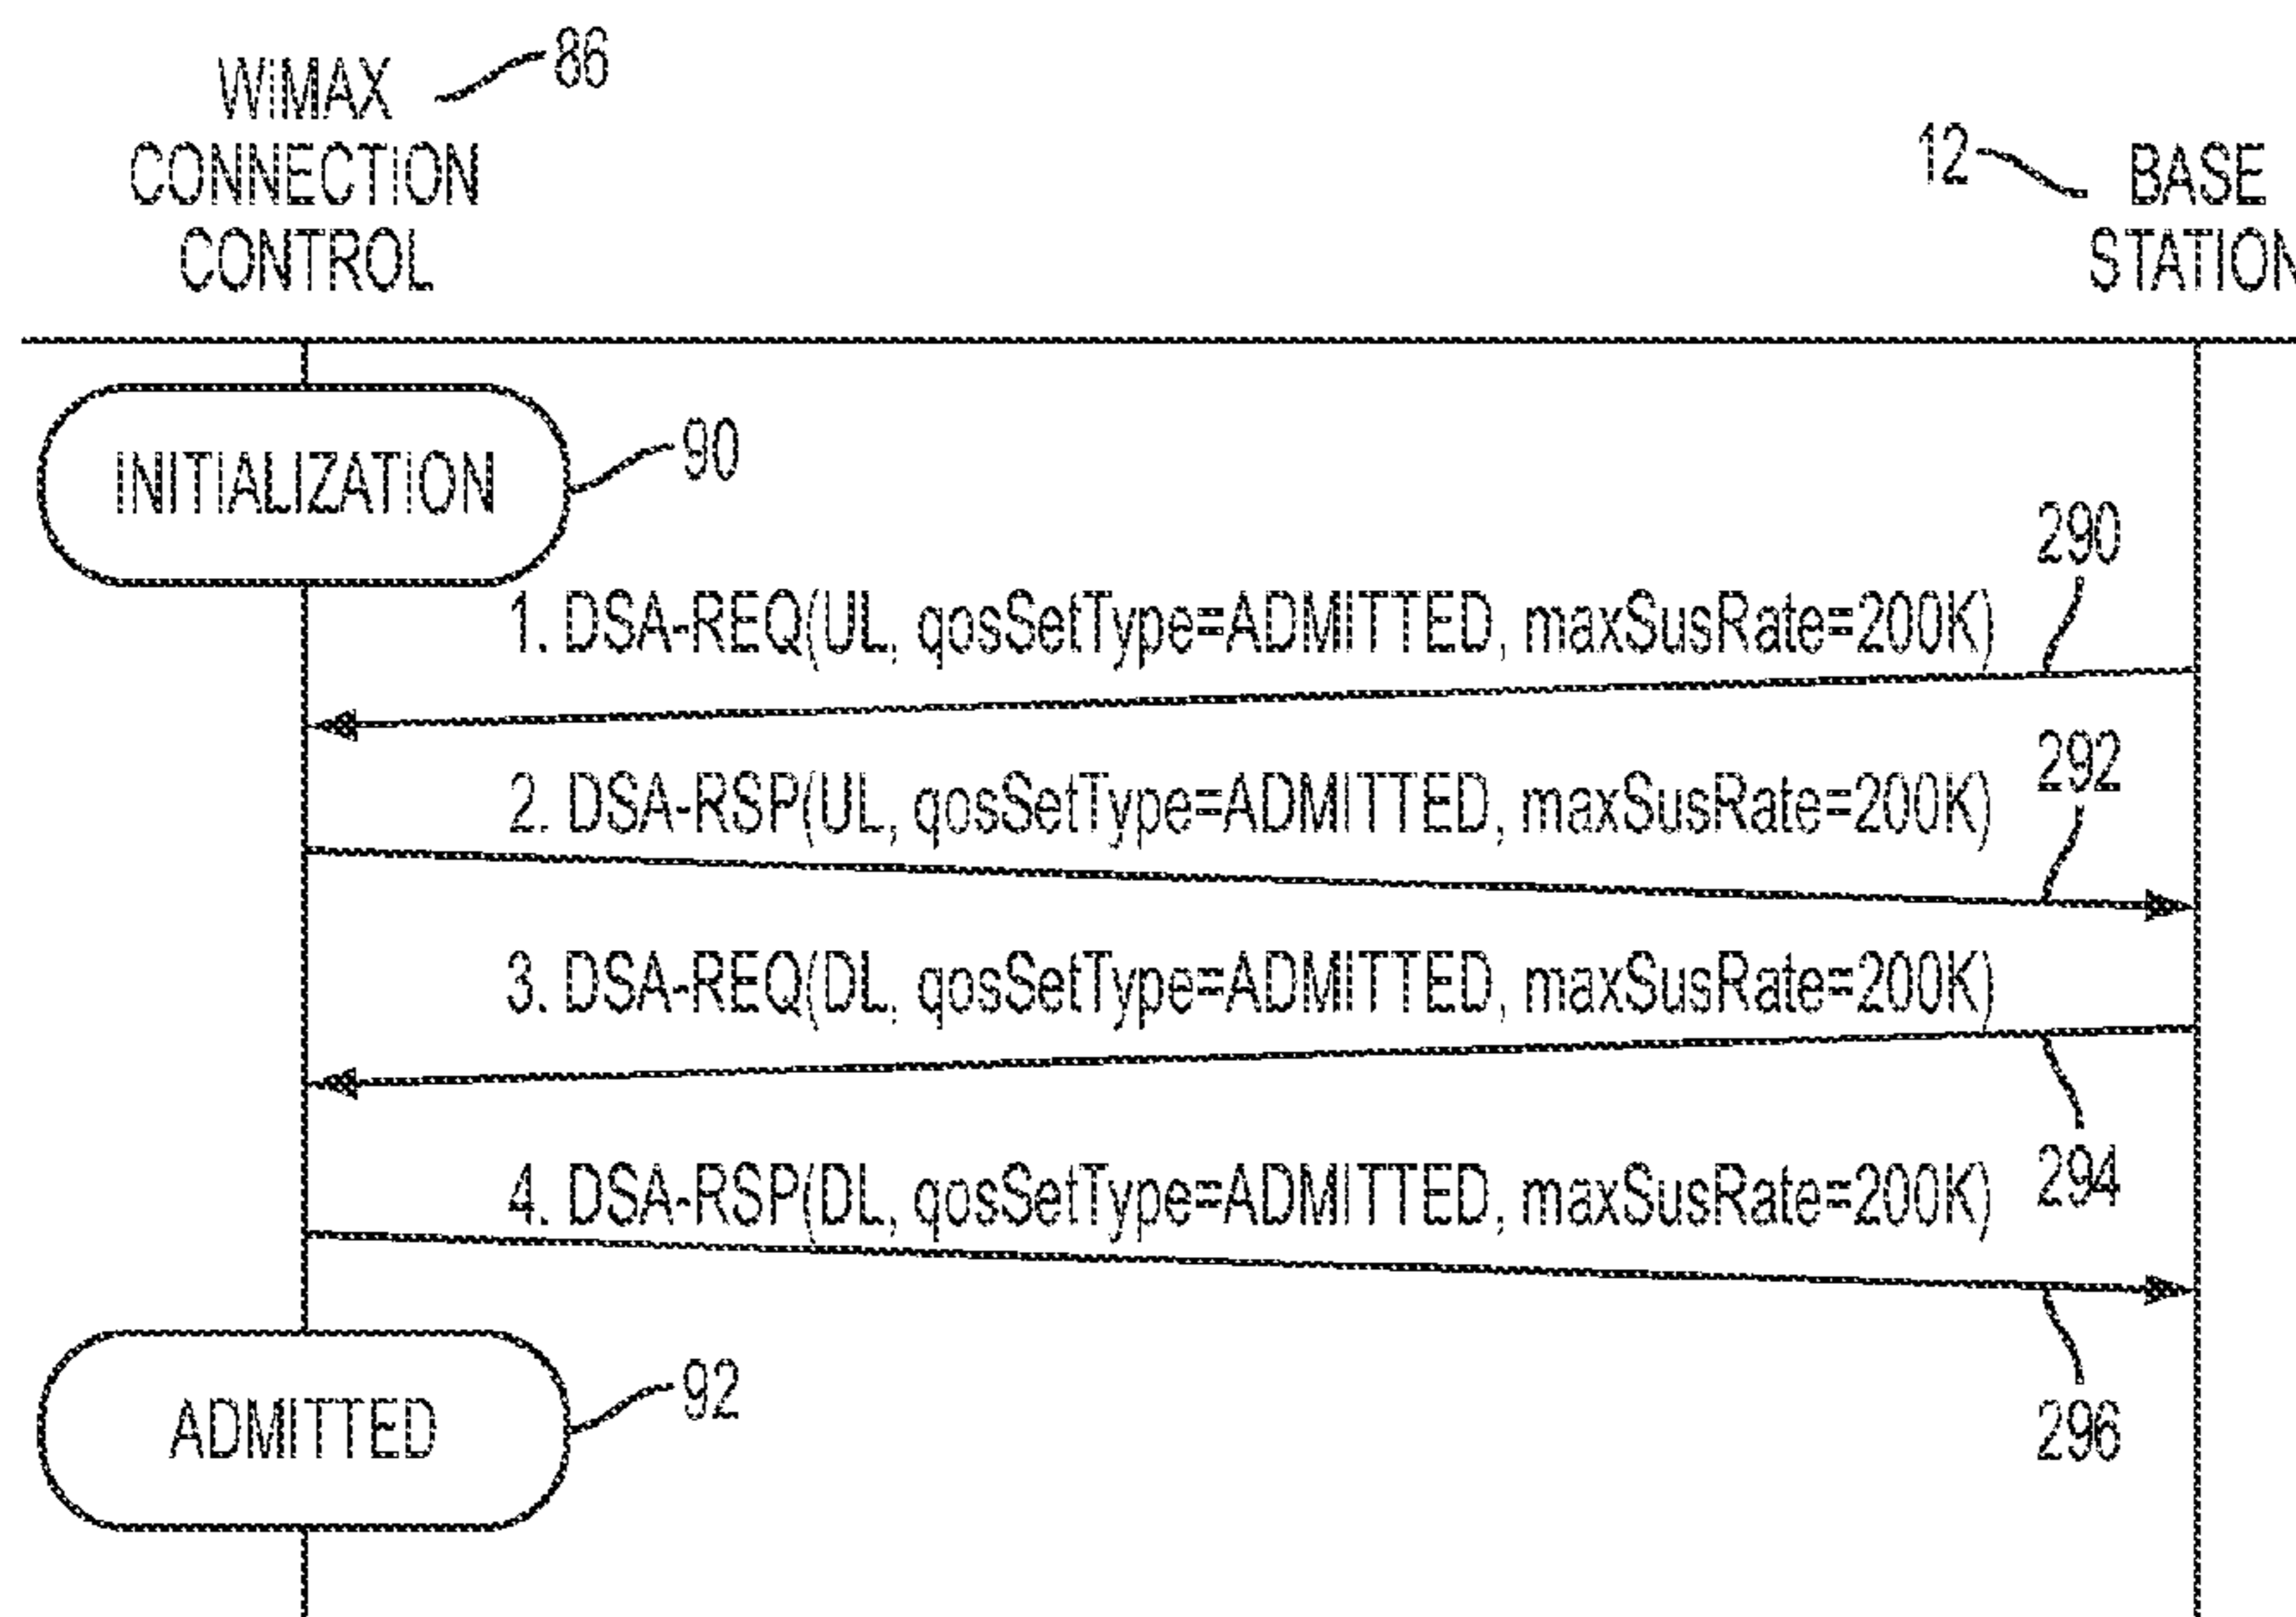 WiMAX
CONNECTION
CONTROL
86
12
BASE
STATION
INITIALIZATION
90
290
1. DSA-REQ(UL, qosSetType=ADMITTED, maxSusRate=200K)
292
2. DSA-RSP(UL, qosSetType=ADMITTED, maxSusRate=200K)
3. DSA-REQ(DL, qosSetType=ADMITTED, maxSusRate=200K)
294
4. DSA-RSP(DL, qosSetType=ADMITTED, maxSusRate=200K)
296
ADMITTED
92